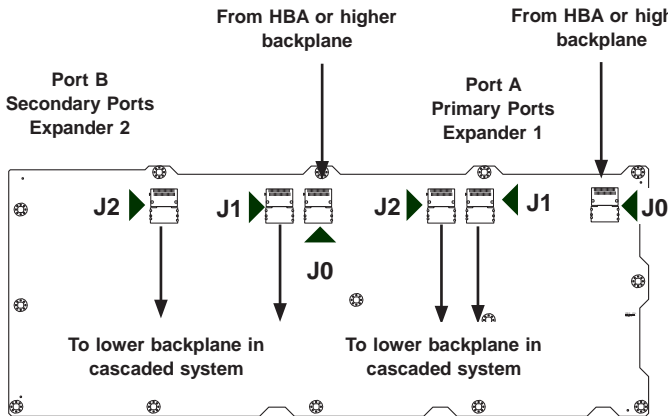 From HBA or higher
backplane
From HBA or high
backplane
Port B
Secondary Ports
Expander 2
Port A
Primary Ports
Expander 1
J2
J1
J0
J2
J1
J0
To lower backplane in
cascaded system
To lower backplane in
cascaded system